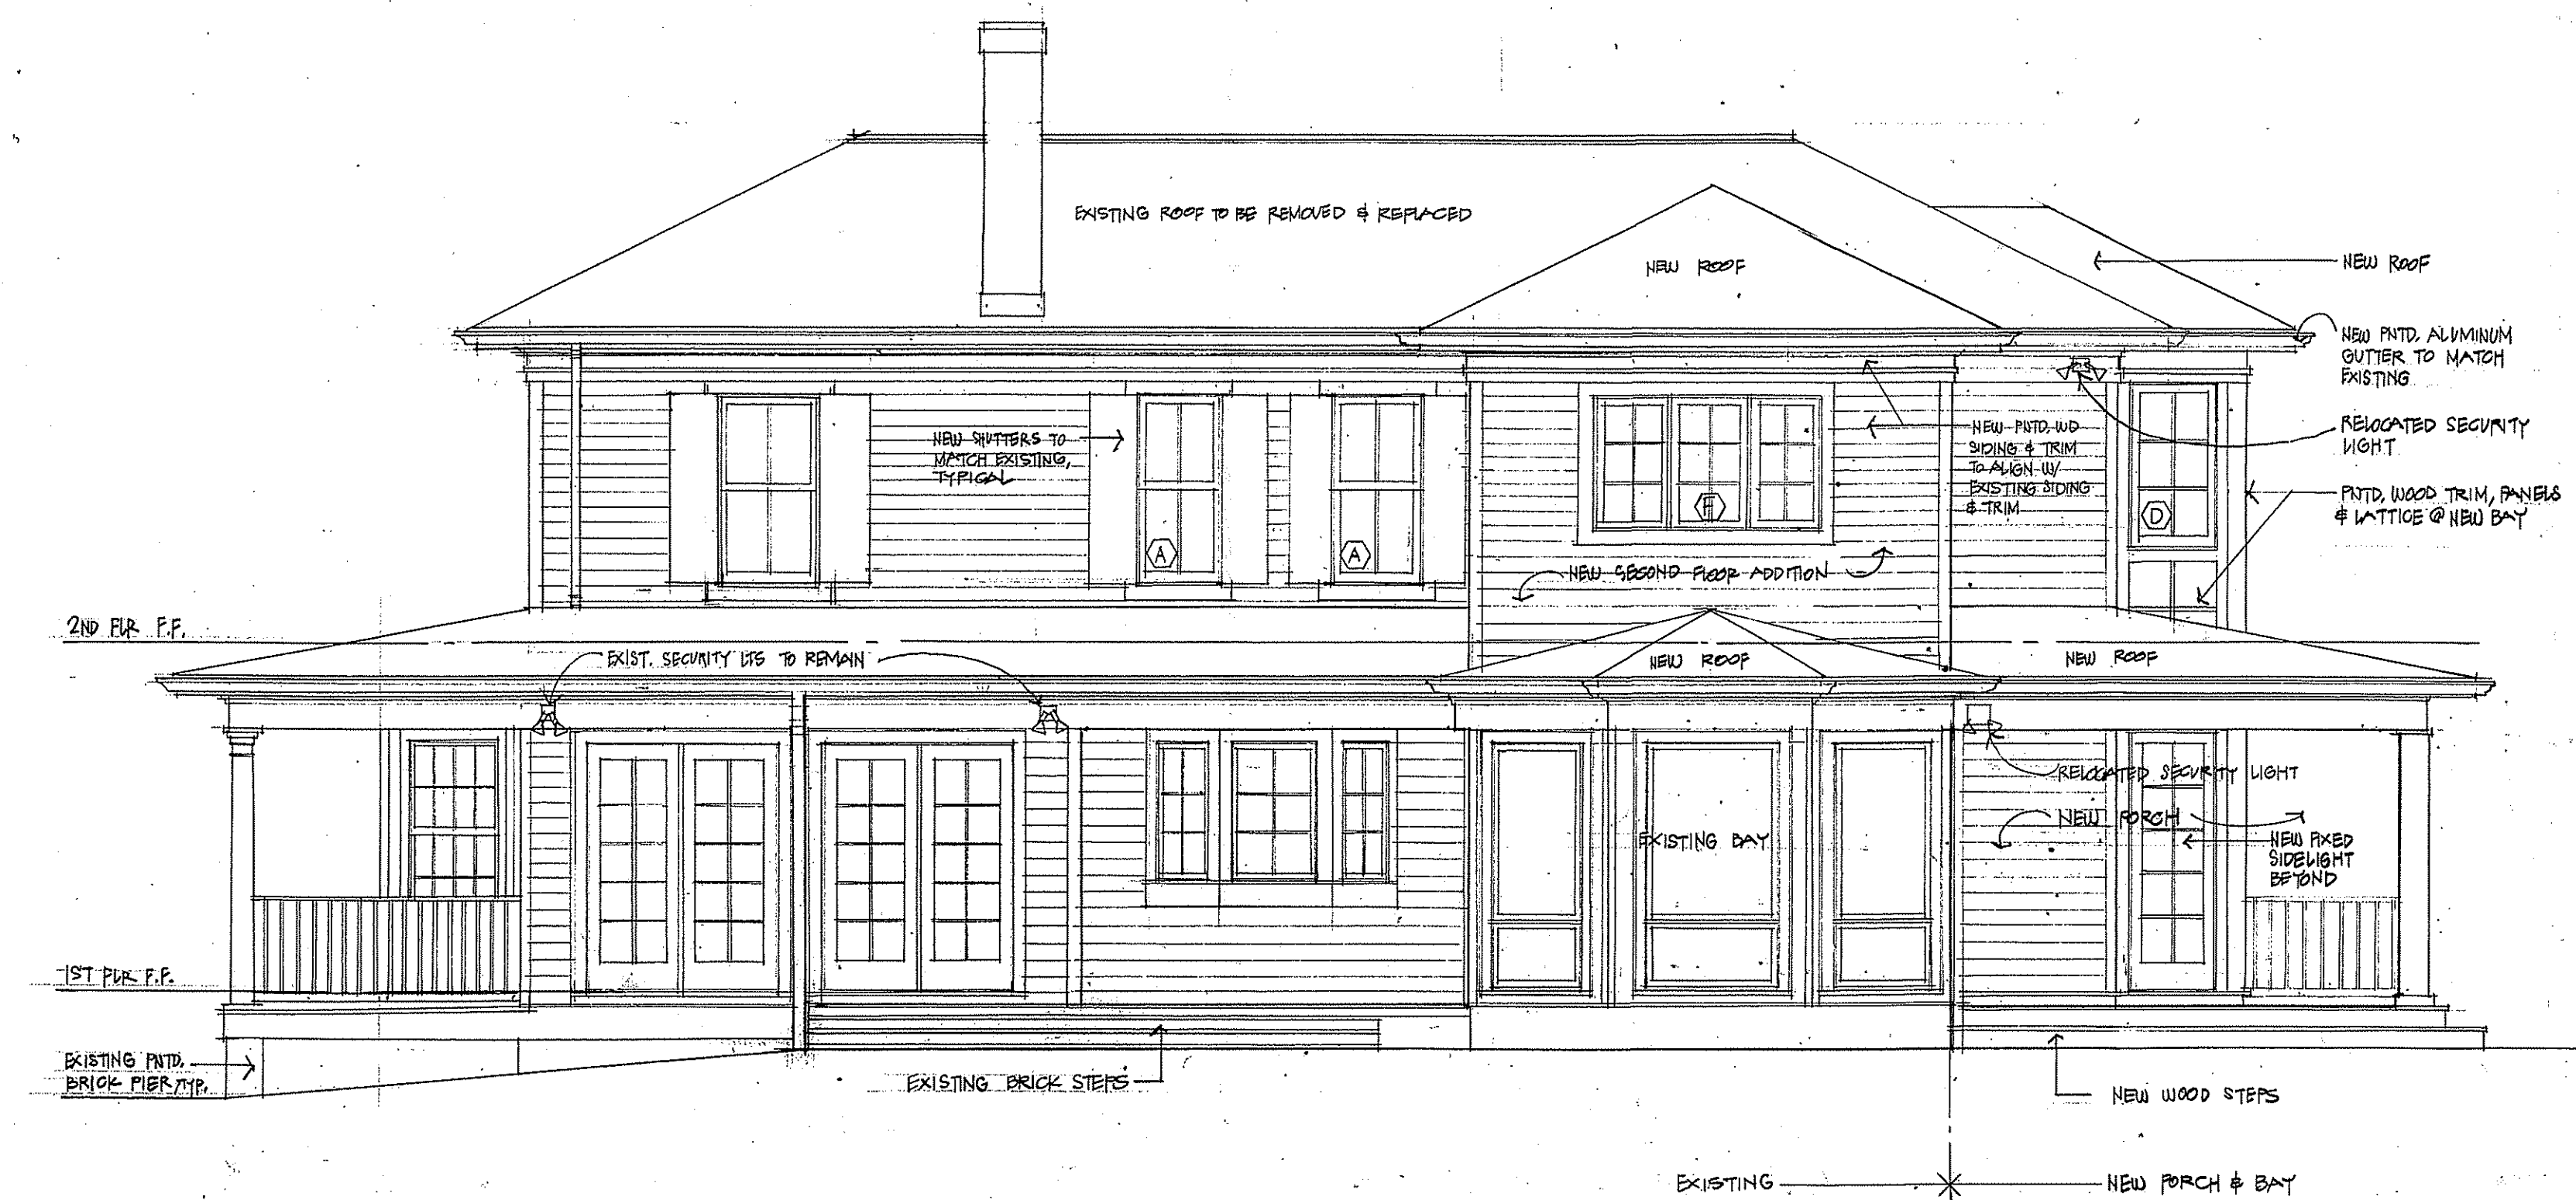 EXISTING ROOF TO BE REMOVED & REPLACED
NEW ROOF
NEW ROOF
NEW PNTD. ALUMINUM
GUTTER TO MATCH
EXISTING
RELOCATED SECURITY
LIGHT
PNTD. WOOD TRIM, PANELS
& LATTICE @ NEW BAY
NEW SHUTTERS TO
MATCH EXISTING,
TYPICAL
NEW PNTD. WD
SIDING & TRIM
TO ALIGN W/
EXISTING SIDING
& TRIM
A
A
D
NEW SECOND FLOOR ADDITION
2ND FLR F.F.
EXIST. SECURITY LTS TO REMAIN
NEW ROOF
NEW ROOF
RELOCATED SECURITY LIGHT
NEW PORCH
EXISTING BAY
NEW FIXED
SIDELIGHT
BEYOND
1ST FLR F.F.
EXISTING PNTD.
BRICK PIER, TYP.
EXISTING BRICK STEPS
NEW WOOD STEPS
EXISTING
NEW PORCH & BAY